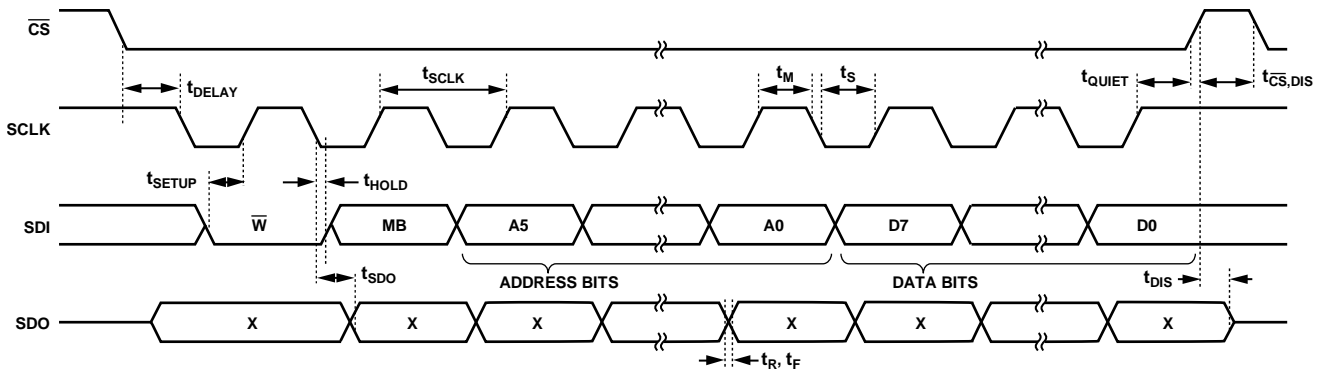 CS
tDELAY
tSCLK
tM
tS
tQUIET
tCS,DIS
SCLK
tSETUP
tHOLD
SDI
W
MB
A5
A0
D7
D0
tSDO
ADDRESS BITS
DATA BITS
tDIS
SDO
X
X
X
X
X
X
tR, tF